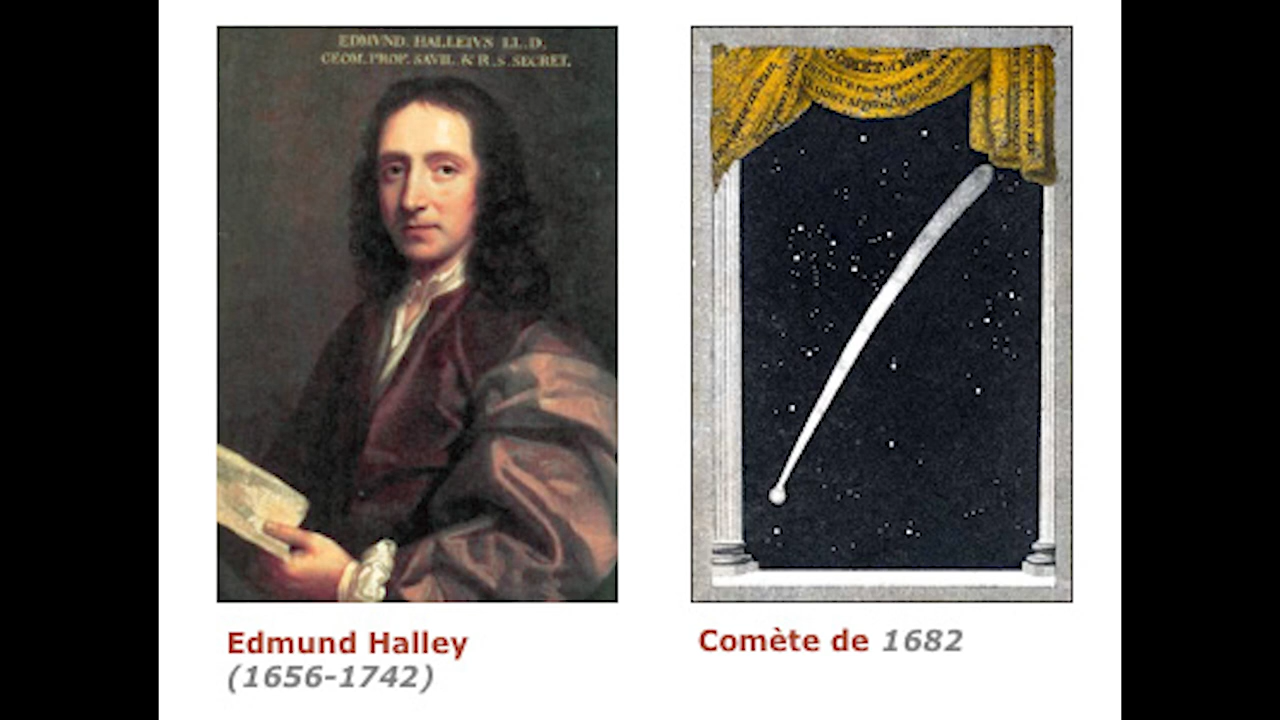 EDMVND. HALLEIVS LL.D.
GEOM. PROF. SAVIL. & R.S. SECRET.
Edmund Halley
(1656-1742)
Comète de 1682